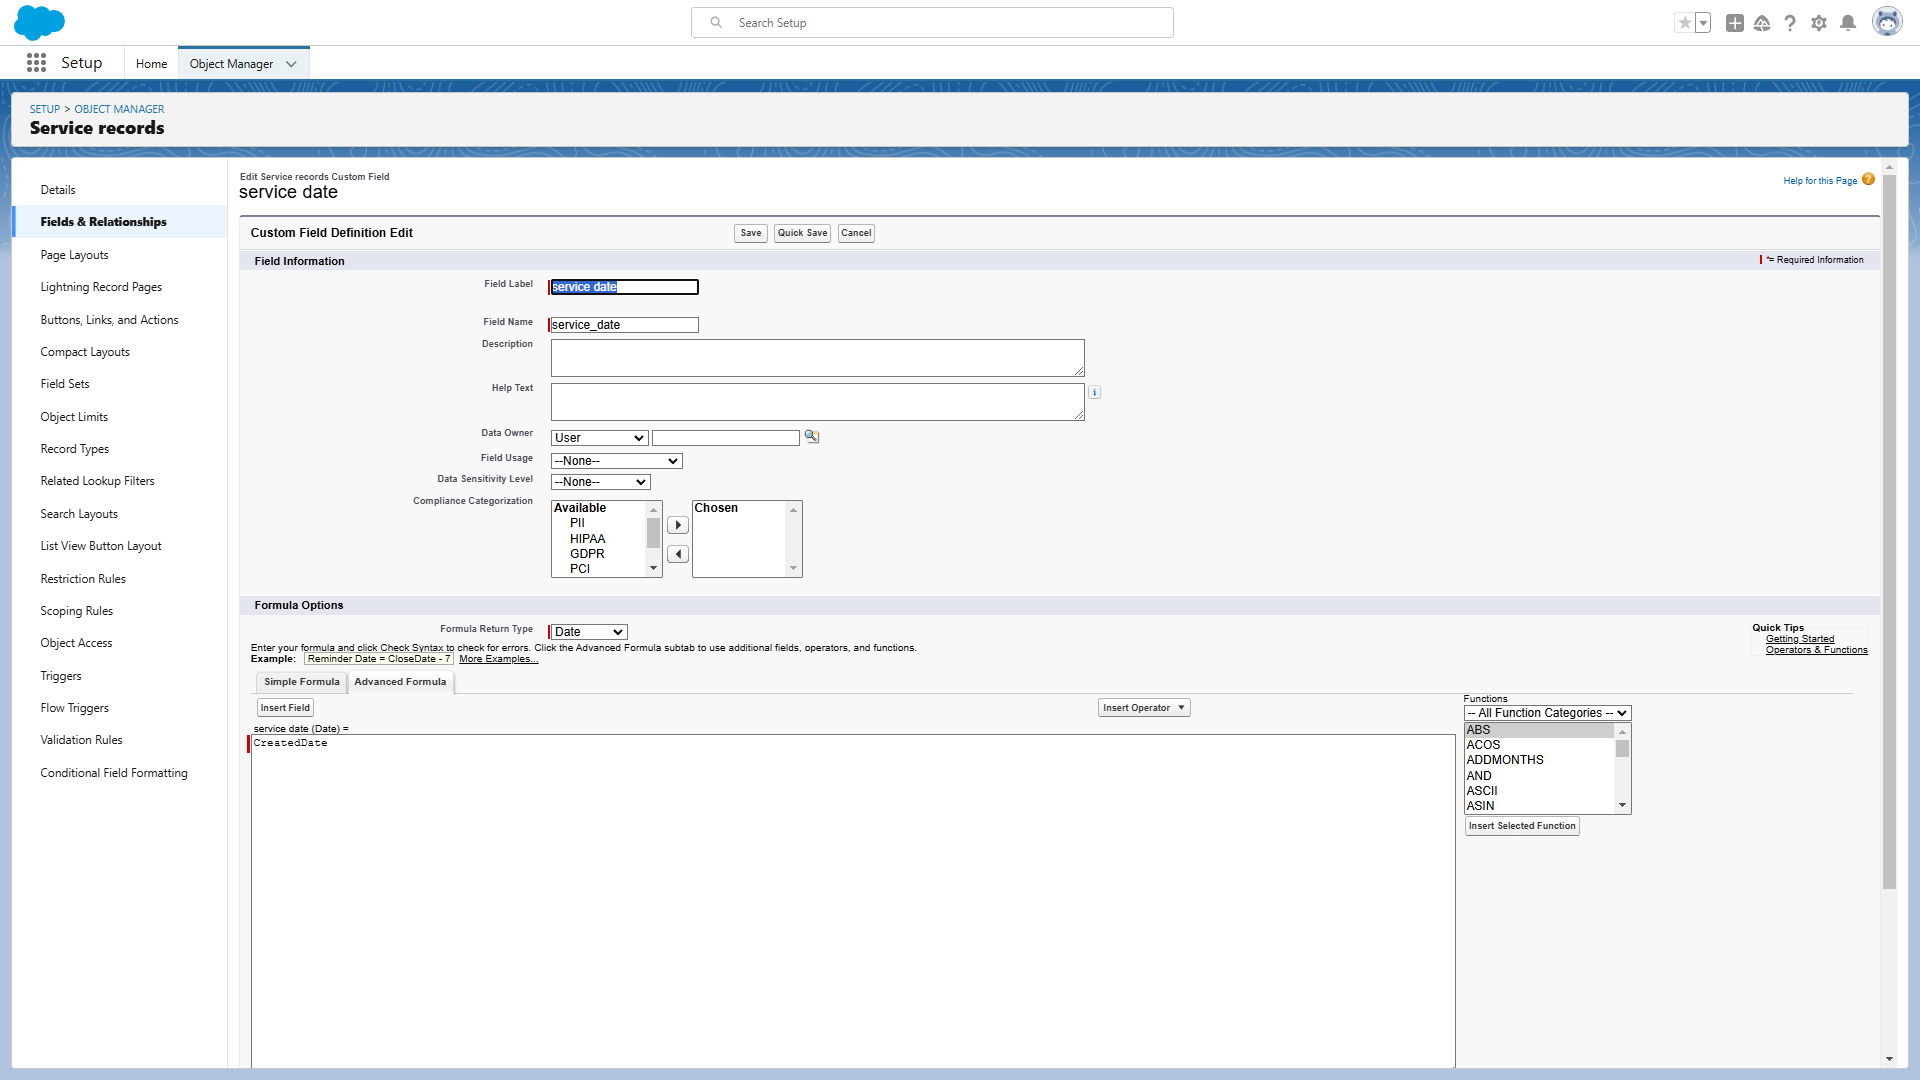 Search Setup
Setup
Home
Object Manager
SETUP > OBJECT MANAGER
Service records
Details
Fields & Relationships
Page Layouts
Lightning Record Pages
Buttons, Links, and Actions
Compact Layouts
Field Sets
Object Limits
Record Types
Related Lookup Filters
Search Layouts
List View Button Layout
Restriction Rules
Scoping Rules
Object Access
Triggers
Flow Triggers
Validation Rules
Conditional Field Formatting
Edit Service records Custom Field
service date
Help for this Page
Custom Field Definition Edit
Save
Quick Save
Cancel
Field Information
*= Required Information
Field Label
service date
Field Name
service_date
Description
Help Text
Data Owner
User
Field Usage
--None--
Data Sensitivity Level
--None--
Compliance Categorization
Available
PII
HIPAA
GDPR
PCI
Chosen
Formula Options
Formula Return Type
Date
Quick Tips
Getting Started
Operators & Functions
Enter your formula and click Check Syntax to check for errors. Click the Advanced Formula subtab to use additional fields, operators, and functions.
Example: Reminder Date = CloseDate - 7 More Examples...
Simple Formula
Advanced Formula
Insert Field
Insert Operator
Functions
-- All Function Categories --
ABS
ACOS
ADDMONTHS
AND
ASCII
ASIN
Insert Selected Function
service date (Date) =
CreatedDate